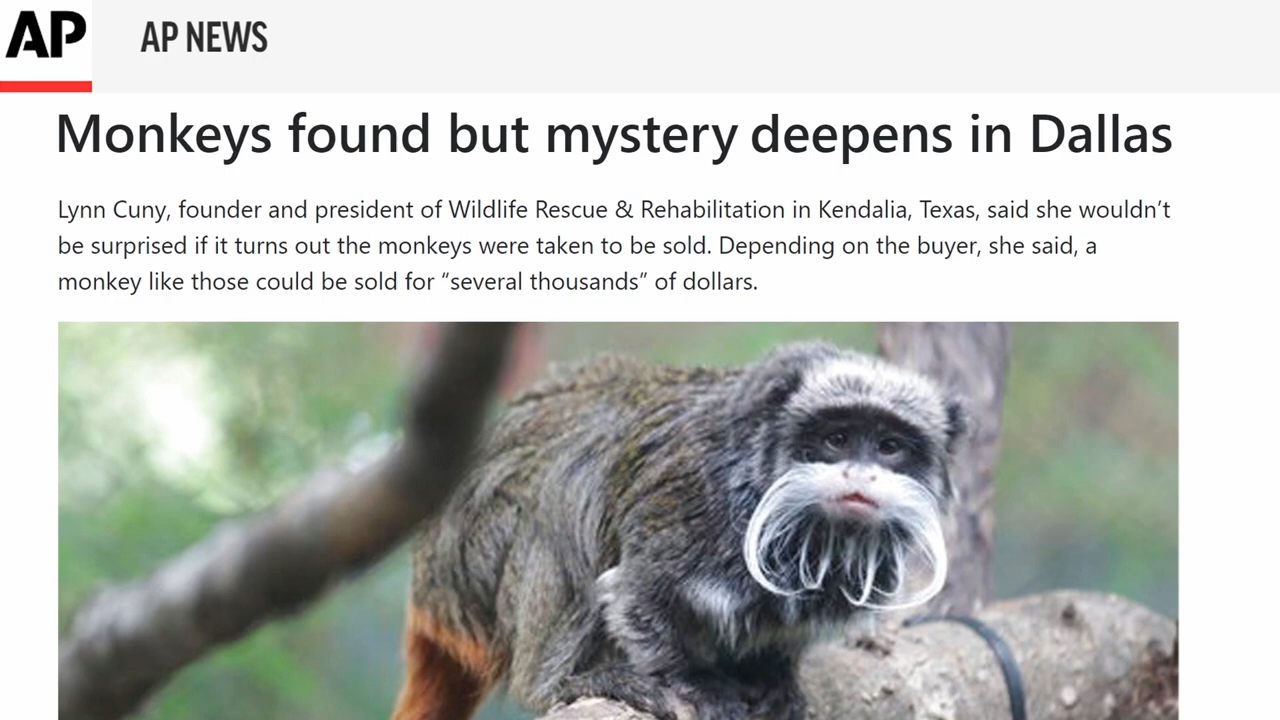 AP
AP NEWS
Monkeys found but mystery deepens in Dallas
Lynn Cuny, founder and president of Wildlife Rescue & Rehabilitation in Kendalia, Texas, said she wouldn’t
be surprised if it turns out the monkeys were taken to be sold. Depending on the buyer, she said, a
monkey like those could be sold for “several thousands” of dollars.